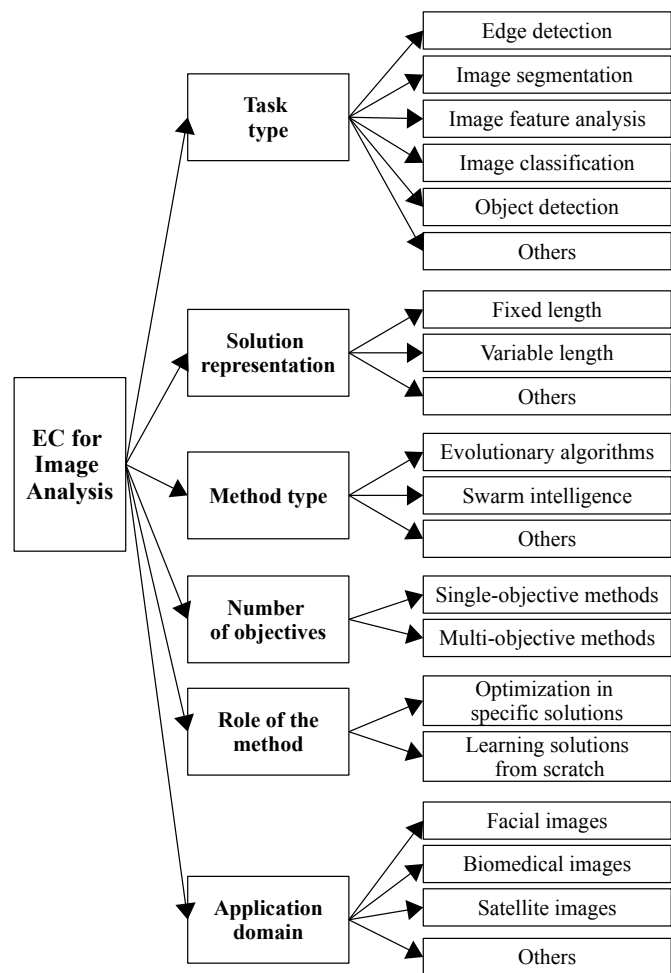 EC for
Image
Analysis
Task
type
Edge detection
Image segmentation
Image feature analysis
Image classification
Object detection
Others
Solution
representation
Fixed length
Variable length
Others
Method type
Evolutionary algorithms
Swarm intelligence
Others
Number
of objectives
Single-objective methods
Multi-objective methods
Role of the
method
Optimization in
specific solutions
Learning solutions
from scratch
Application
domain
Facial images
Biomedical images
Satellite images
Others